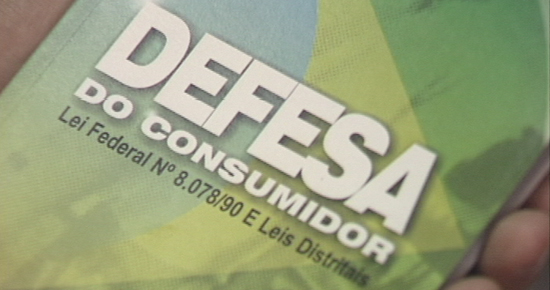 DEFESA
DO CONSUMIDOR
Lei Federal Nº 8.078/90 E Leis Distritais